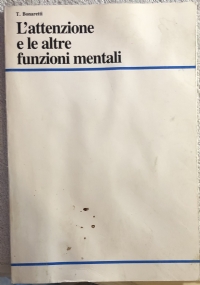 T. Bonaretti
L'attenzione
e le altre
funzioni mentali